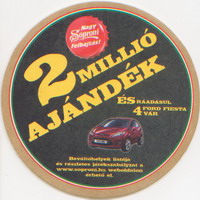 Nagy
Soproni
felhajtás!
2 MILLIÓ
AJÁNDÉK
ÉS RÁADÁSUL
4 FORD FIESTA
VÁR
Beváltóhelyek listája
és részletes játékszabályzat a
www.soproni.hu weboldalon
érhető el.